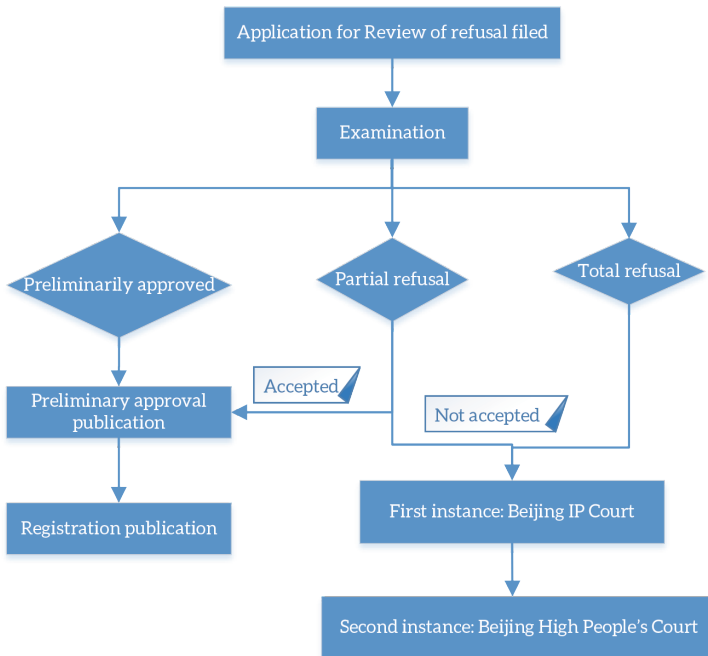 Application for Review of refusal filed
Examination
Preliminarily approved
Partial refusal
Total refusal
Accepted
Preliminary approval
publication
Not accepted
Registration publication
First instance: Beijing IP Court
Second instance: Beijing High People’s Court